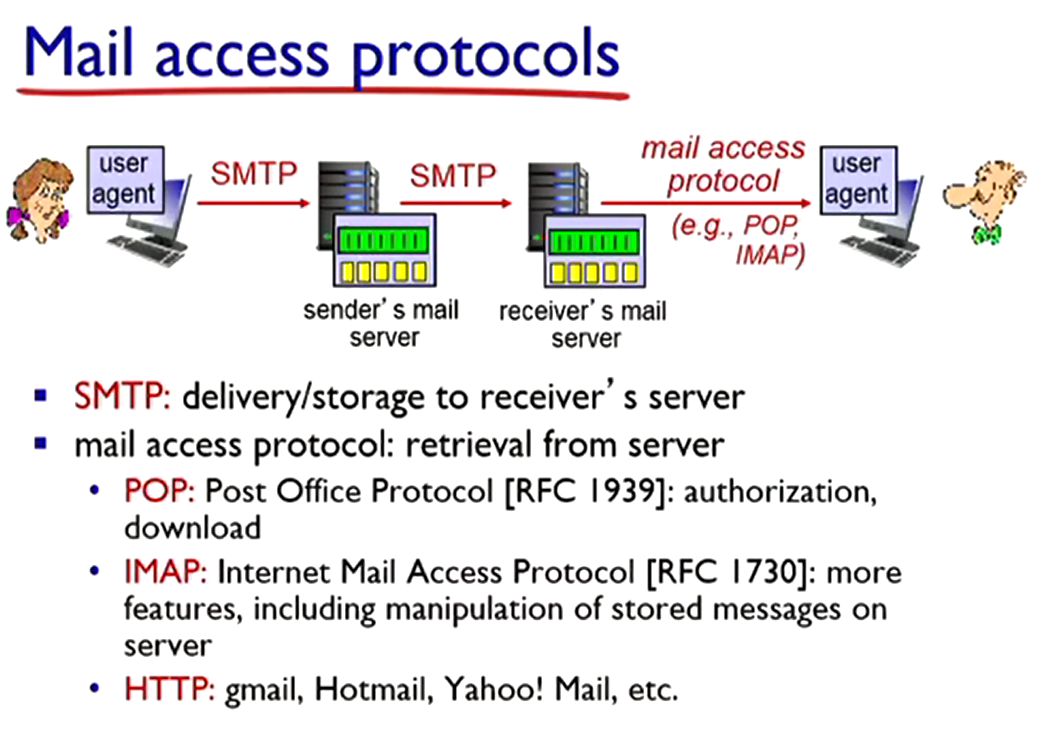 Mail access protocols
user
agent
SMTP
SMTP
mail access
protocol
(e.g., POP,
IMAP)
user
agent
sender's mail
server
receiver's mail
server
▪ SMTP: delivery/storage to receiver's server
▪ mail access protocol: retrieval from server
• POP: Post Office Protocol [RFC 1939]: authorization,
download
• IMAP: Internet Mail Access Protocol [RFC 1730]: more
features, including manipulation of stored messages on
server
• HTTP: gmail, Hotmail, Yahoo! Mail, etc.